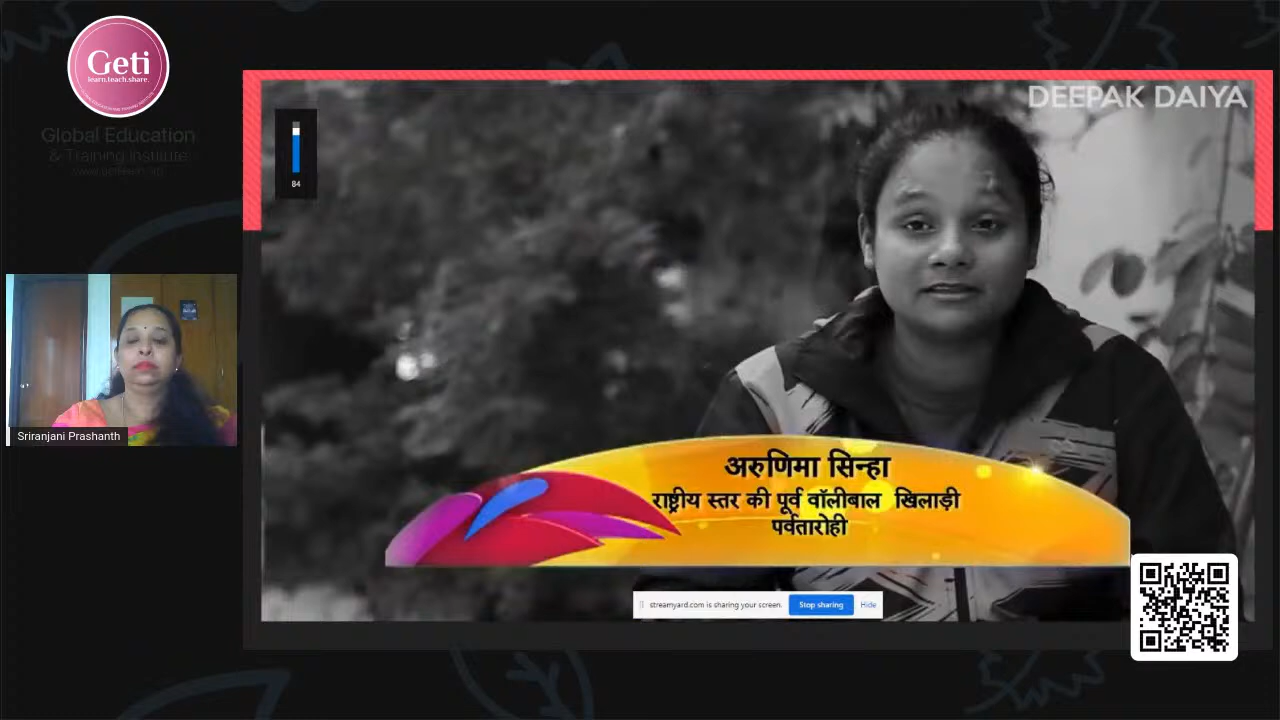 Geti
learn.teach.share.
Global Education
& Training Institute
DEEPAK DAIYA
84
Sriranjani Prashanth
अरुणिमा सिन्हा
राष्ट्रीय स्तर की पूर्व वॉलीबाल खिलाड़ी
पर्वतारोही
streamyard.com is sharing your screen.
Stop sharing
Hide